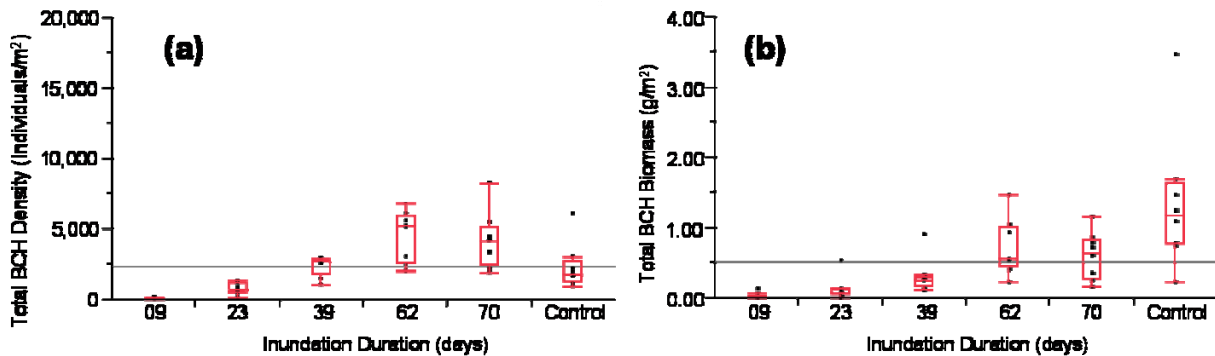 (a)
Total BCH Density (Individuals/m²)
20,000
15,000
10,000
5,000
0
09 23 39 62 70 Control
Inundation Duration (days)
(b)
Total BCH Biomass (g/m²)
4.00
3.00
2.00
1.00
0.00
09 23 39 62 70 Control
Inundation Duration (days)